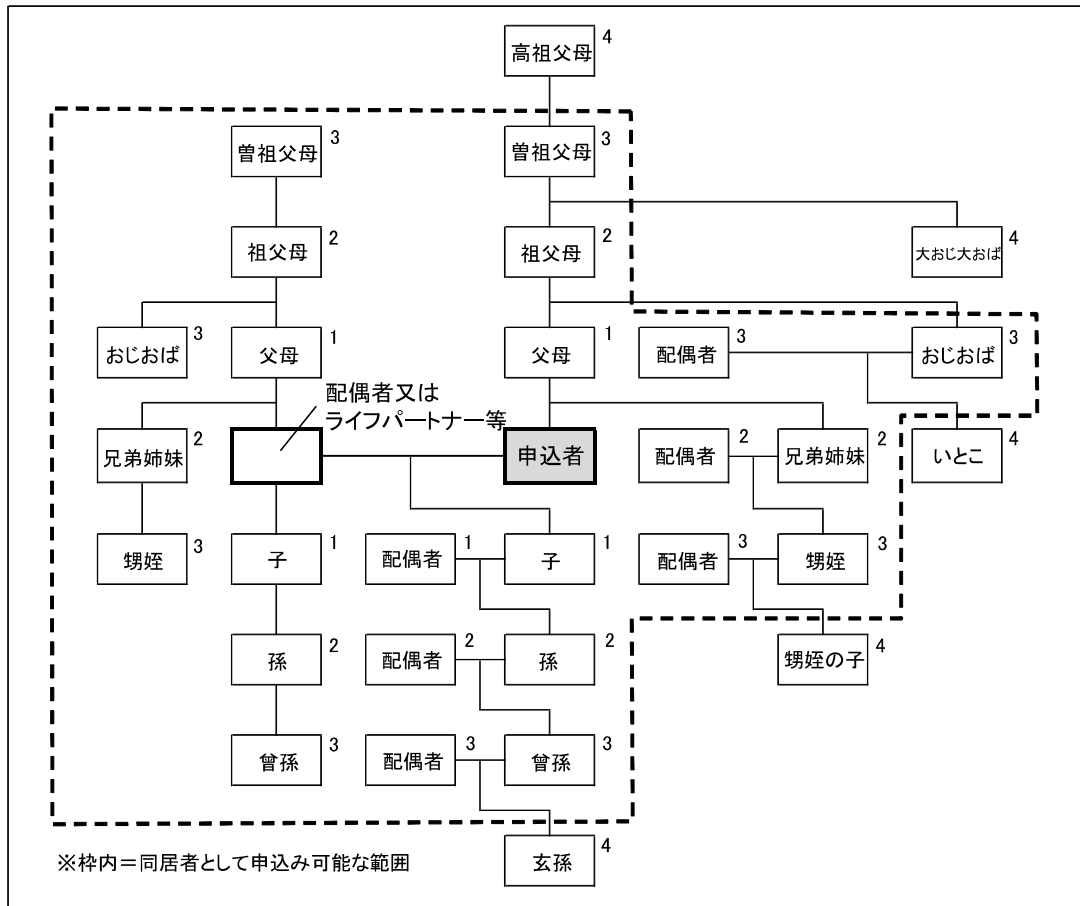 高祖父母 4
曽祖父母 3
曽祖父母 3
祖父母 2
祖父母 2
大おじ大おば 4
おじおば 3
父母 1
父母 1
配偶者 3
おじおば 3
配偶者又は
ライフパートナー等
兄弟姉妹 2
申込者
配偶者 2
兄弟姉妹 2
いとこ 4
甥姪 3
子 1
配偶者 1
子 1
配偶者 3
甥姪 3
孫 2
配偶者 2
孫 2
甥姪の子 4
曾孫 3
配偶者 3
曾孫 3
玄孫 4
※枠内=同居者として申込み可能な範囲